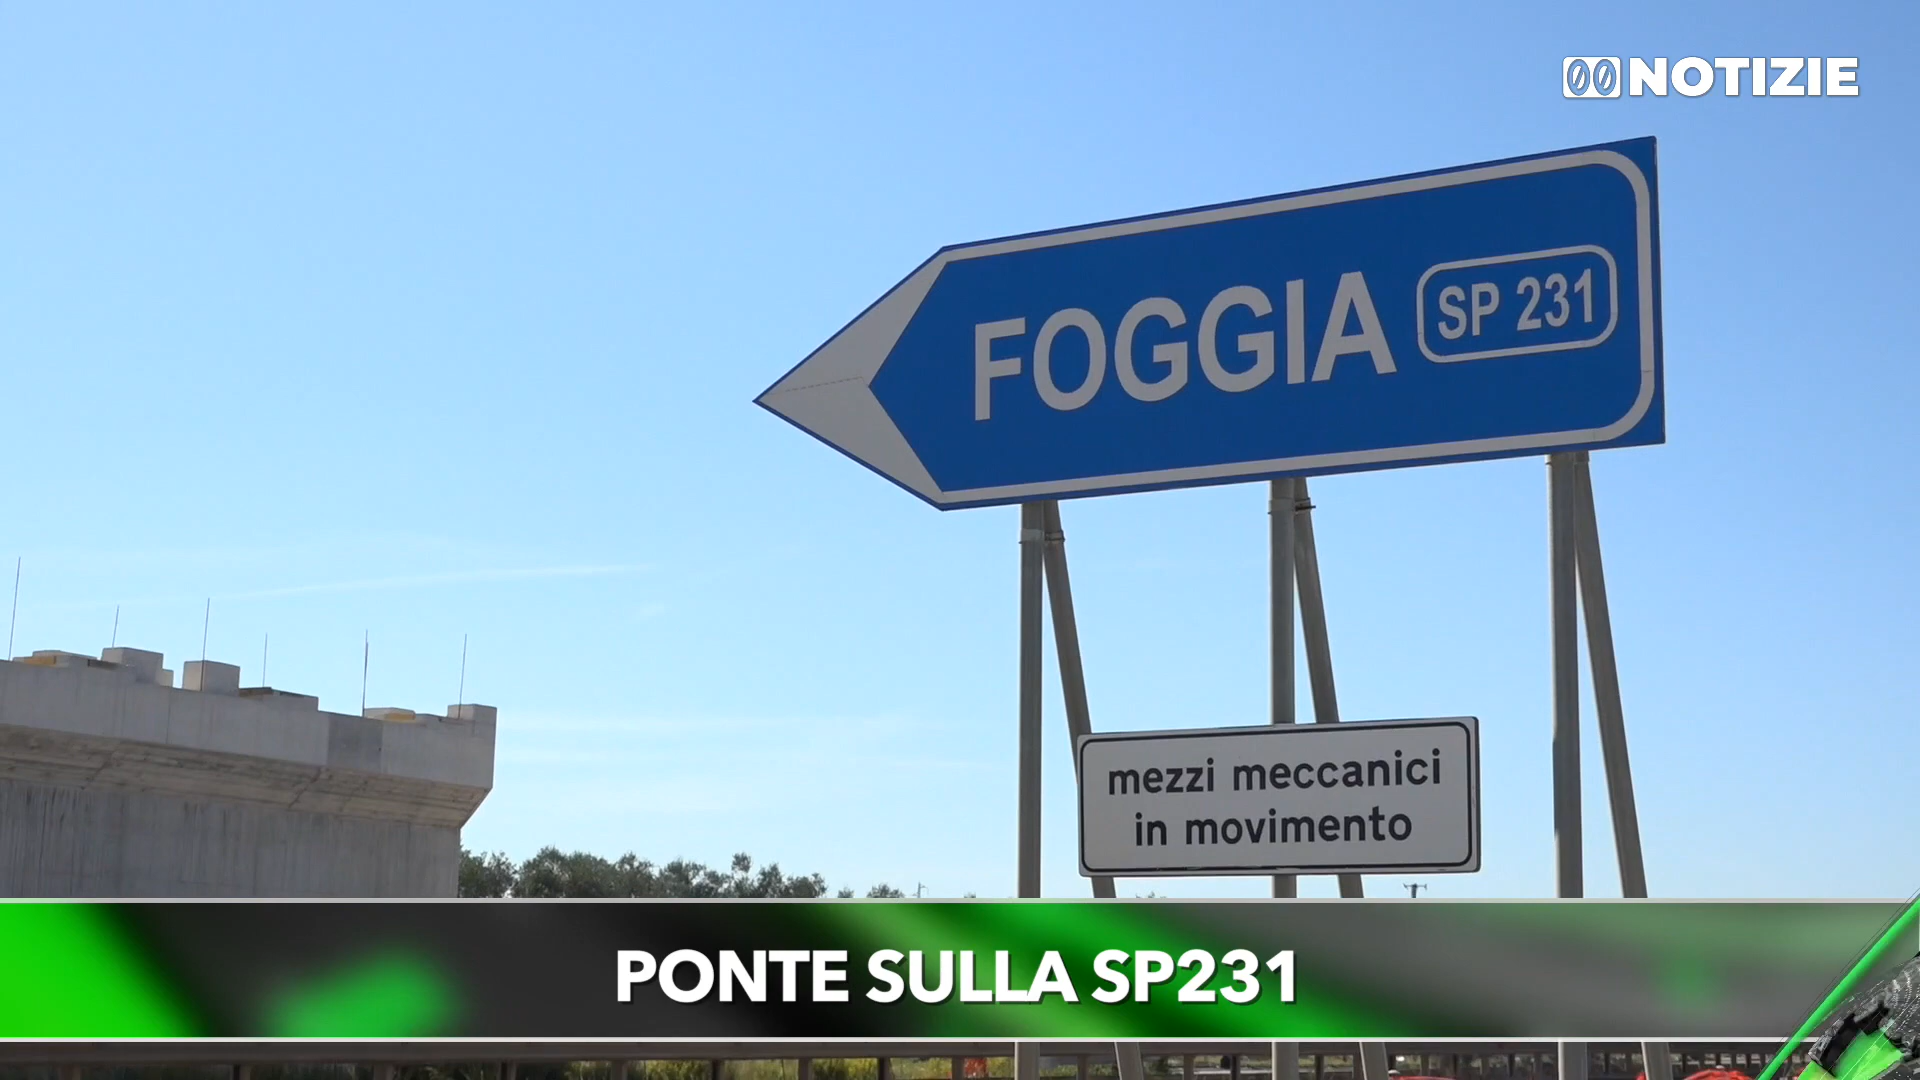 NOTIZIE
FOGGIA SP 231
mezzi meccanici
in movimento
PONTE SULLA SP231